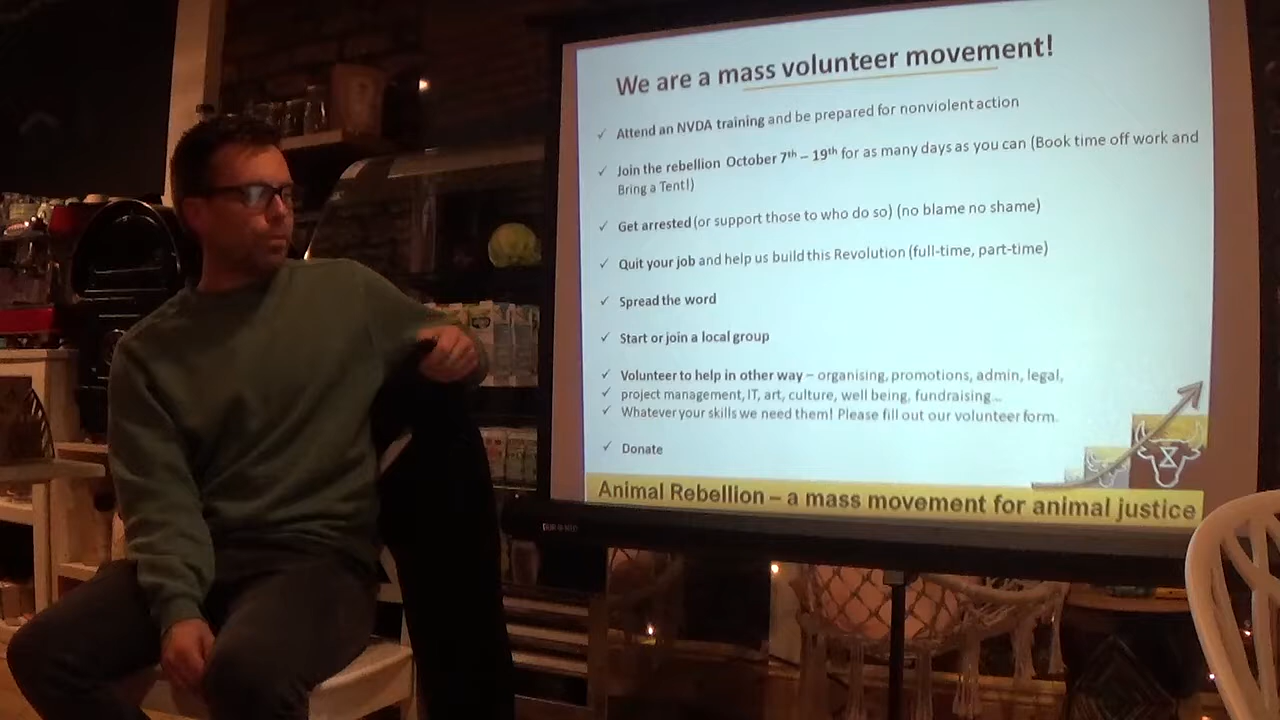 We are a mass volunteer movement!
✓ Attend an NVDA training and be prepared for nonviolent action
✓ Join the rebellion October 7th – 19th for as many days as you can (Book time off work and
Bring a Tent!)
✓ Get arrested (or support those to who do so) (no blame no shame)
✓ Quit your job and help us build this Revolution (full-time, part-time)
✓ Spread the word
✓ Start or join a local group
✓ Volunteer to help in other way – organising, promotions, admin, legal,
✓ project management, IT, art, culture, well being, fundraising...
✓ Whatever your skills we need them! Please fill out our volunteer form.
✓ Donate
Animal Rebellion – a mass movement for animal justice